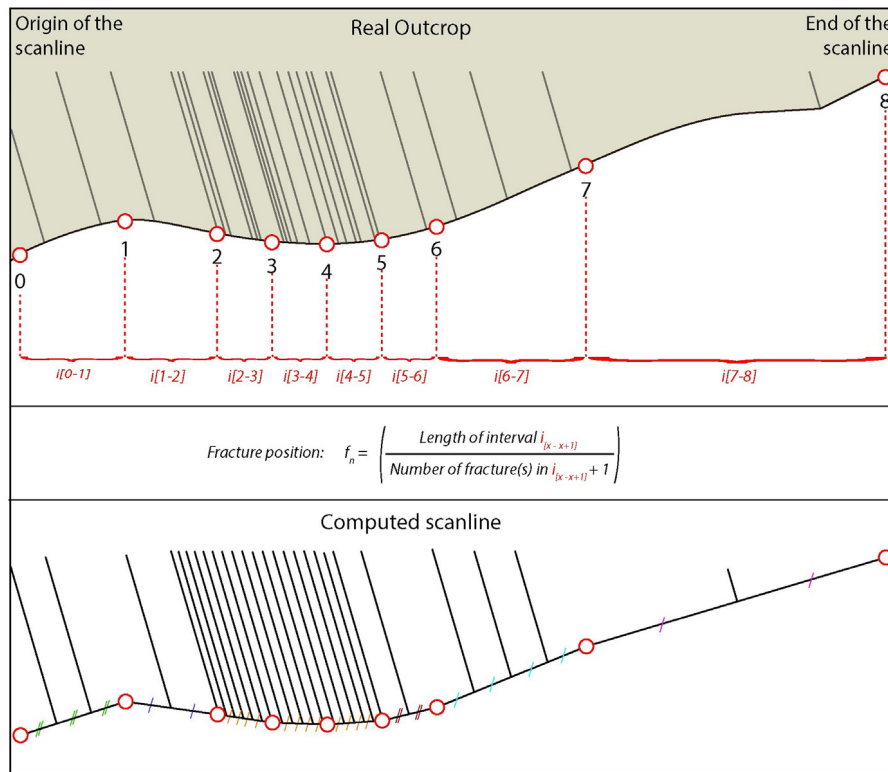 Origin of the
scanline
Real Outcrop
End of the
scanline
0
1
2
3
4
5
6
7
8
i[0-1]
i[1-2]
i[2-3]
i[3-4]
i[4-5]
i[5-6]
i[6-7]
i[7-8]
Fracture position: fₙ = (Length of interval i[x - x+1]
Number of fracture(s) in i[x - x+1] + 1)
Computed scanline